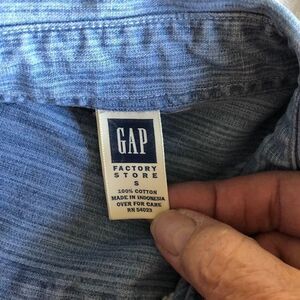 GAP
FACTORY
STORE
S
100% COTTON
MADE IN INDONESIA
OVER FOR CARE
RN 54023